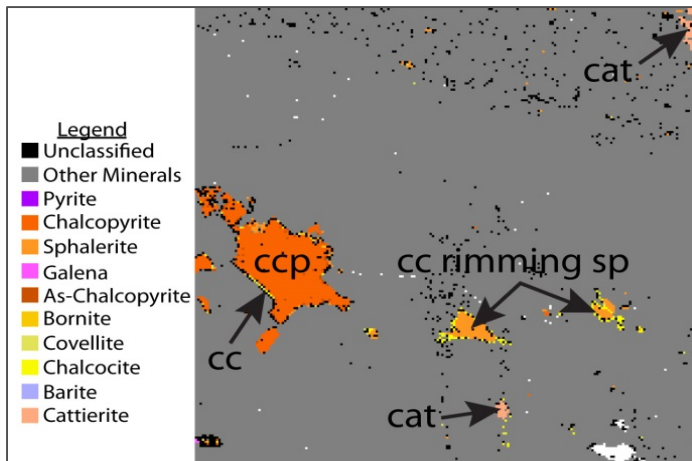 Legend
Unclassified
Other Minerals
Pyrite
Chalcopyrite
Sphalerite
Galena
As-Chalcopyrite
Bornite
Covellite
Chalcocite
Barite
Cattierite
cat
ccp
cc rimming sp
cc
cat